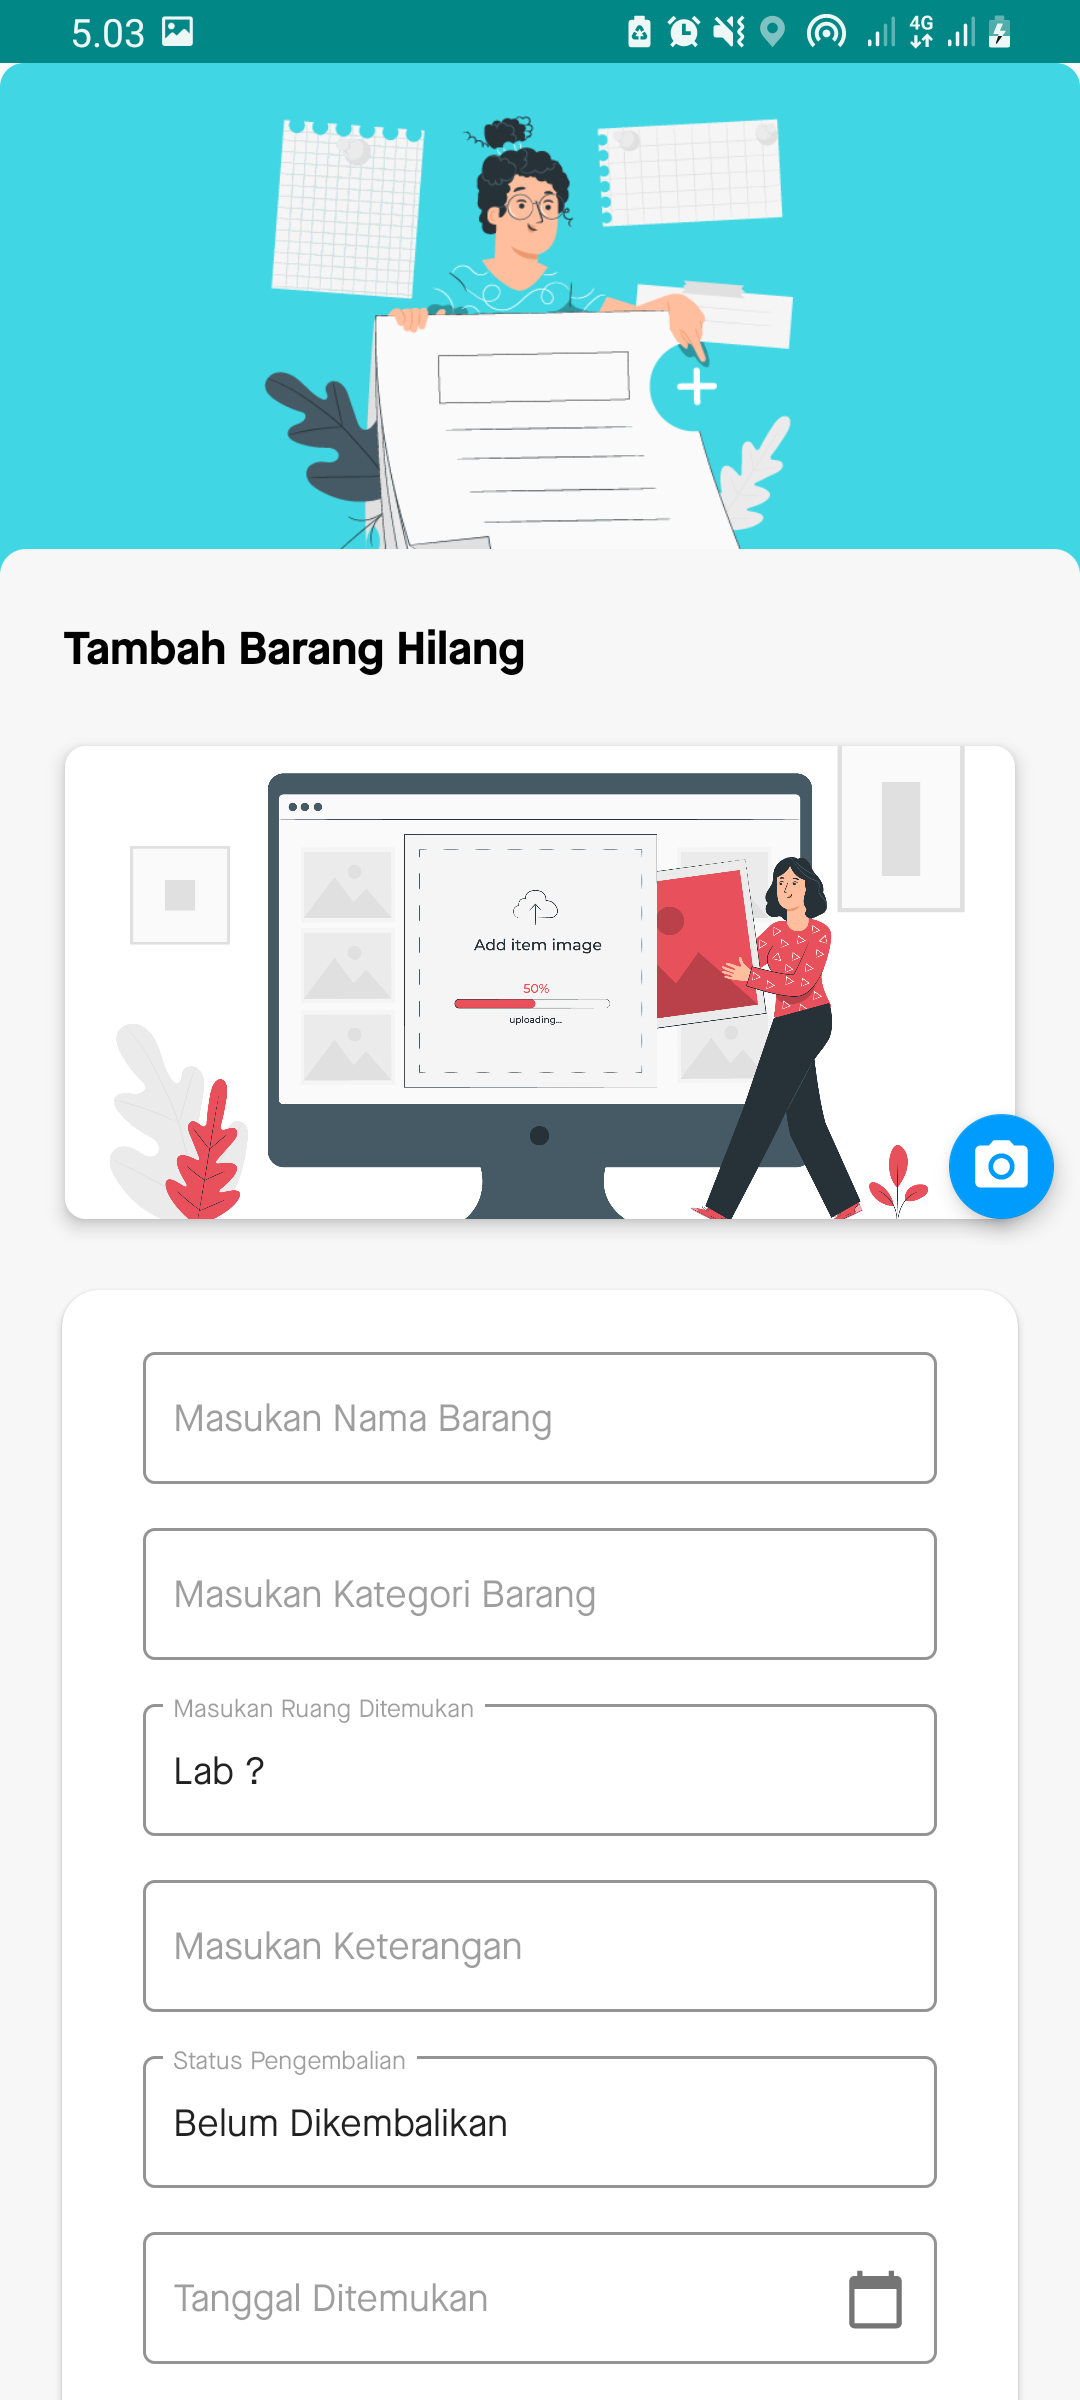 5.03
4G
Tambah Barang Hilang
Add item image
50%
uploading...
Masukan Nama Barang
Masukan Kategori Barang
Masukan Ruang Ditemukan
Lab ?
Masukan Keterangan
Status Pengembalian
Belum Dikembalikan
Tanggal Ditemukan